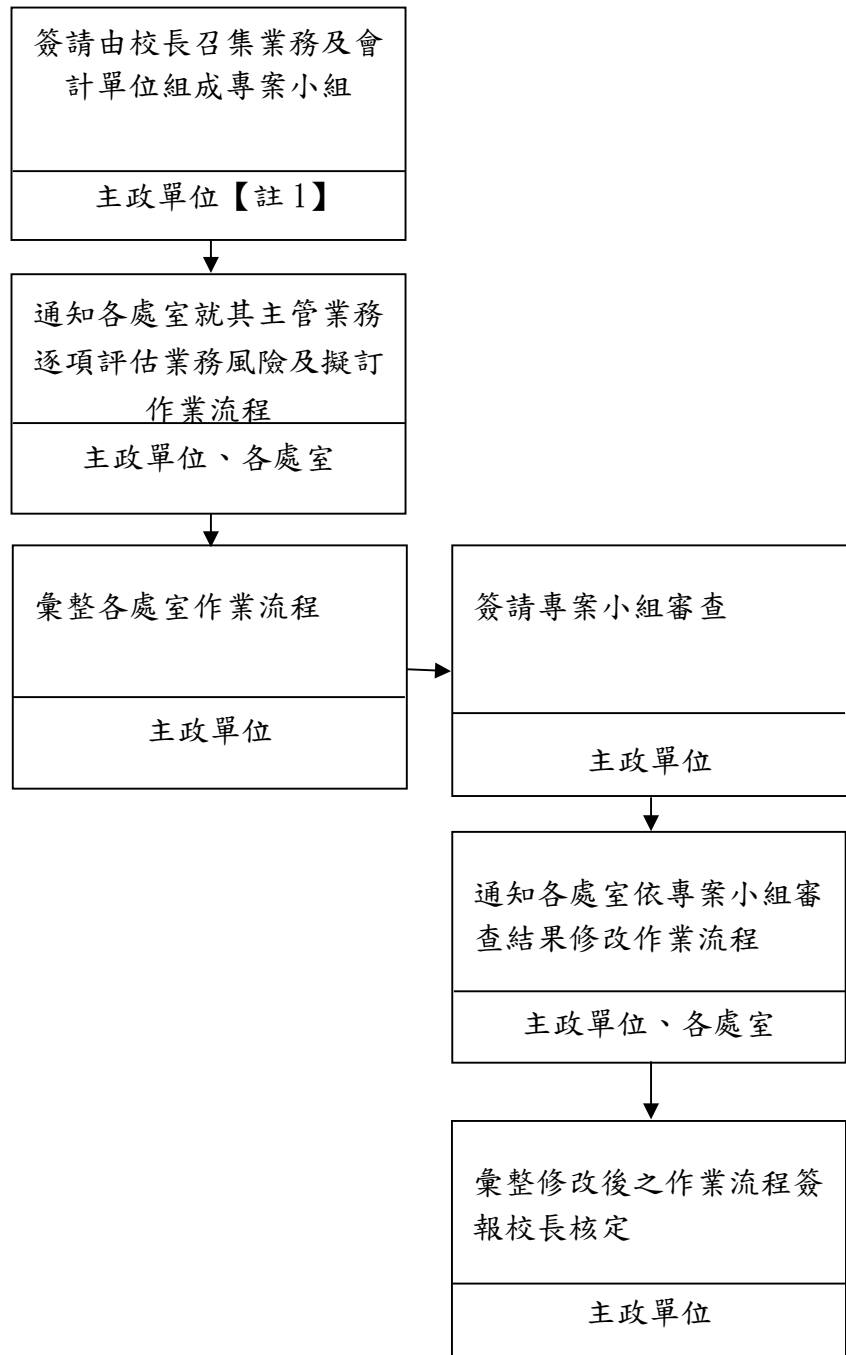 簽請由校長召集業務及會
計單位組成專案小組
主政單位【註1】
通知各處室就其主管業務
逐項評估業務風險及擬訂
作業流程
主政單位、各處室
彙整各處室作業流程
主政單位
簽請專案小組審查
主政單位
通知各處室依專案小組審
查結果修改作業流程
主政單位、各處室
彙整修改後之作業流程簽
報校長核定
主政單位